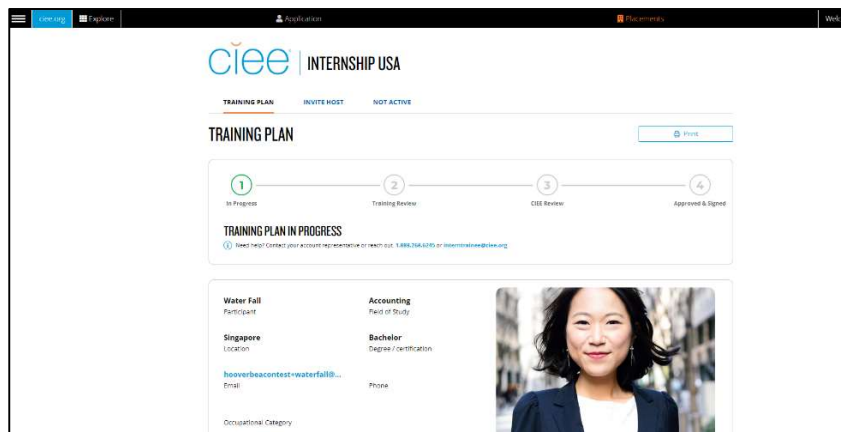 ciee.org Explore Application Placements Welc
ciee INTERNSHIP USA
TRAINING PLAN INVITE HOST NOT ACTIVE
TRAINING PLAN
Print
1 2 3 4
In Progress Training Review CIEE Review Approved & Signed
TRAINING PLAN IN PROGRESS
Need help? Contact your account representative or reach out. 1.888.268.6245 or interntrainee@ciee.org
Water Fall Accounting
Participant Field of Study
Singapore Bachelor
Location Degree / certification
hooverbeacontest+waterfall@...
Email Phone
Occupational Category